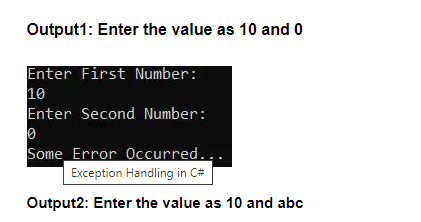 Output1: Enter the value as 10 and 0
Enter First Number:
10
Enter Second Number:
0
Some Error Occurred...
Exception Handling in C#
Output2: Enter the value as 10 and abc